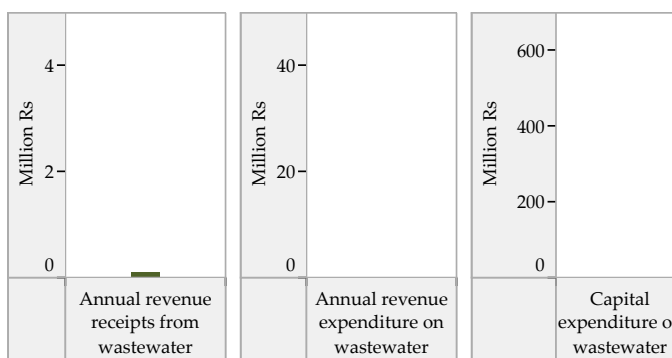 Million Rs
4
2
0
Annual revenue
receipts from
wastewater
Million Rs
40
20
0
Annual revenue
expenditure on
wastewater
Million Rs
600
400
200
0
Capital
expenditure o
wastewater